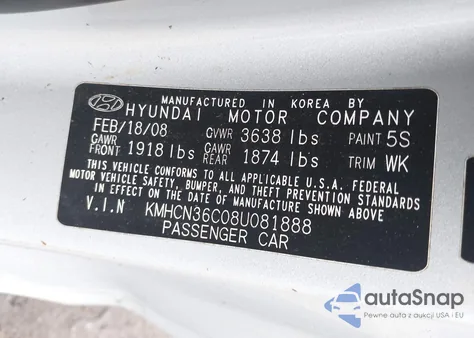 MANUFACTURED IN KOREA BY
HYUNDAI MOTOR COMPANY
FEB/18/08 GVWR 3638 lbs PAINT 5S
GAWR FRONT 1918 lbs GAWR REAR 1874 lbs TRIM WK
THIS VEHICLE CONFORMS TO ALL APPLICABLE U.S.A. FEDERAL
MOTOR VEHICLE SAFETY, BUMPER, AND THEFT PREVENTION
STANDARDS IN EFFECT ON THE DATE OF MANUFACTURE SHOWN ABOVE.
V.I.N KMHCN36C08U081888
PASSENGER CAR
autoSnap
Pewne auta z aukcji USA i EU